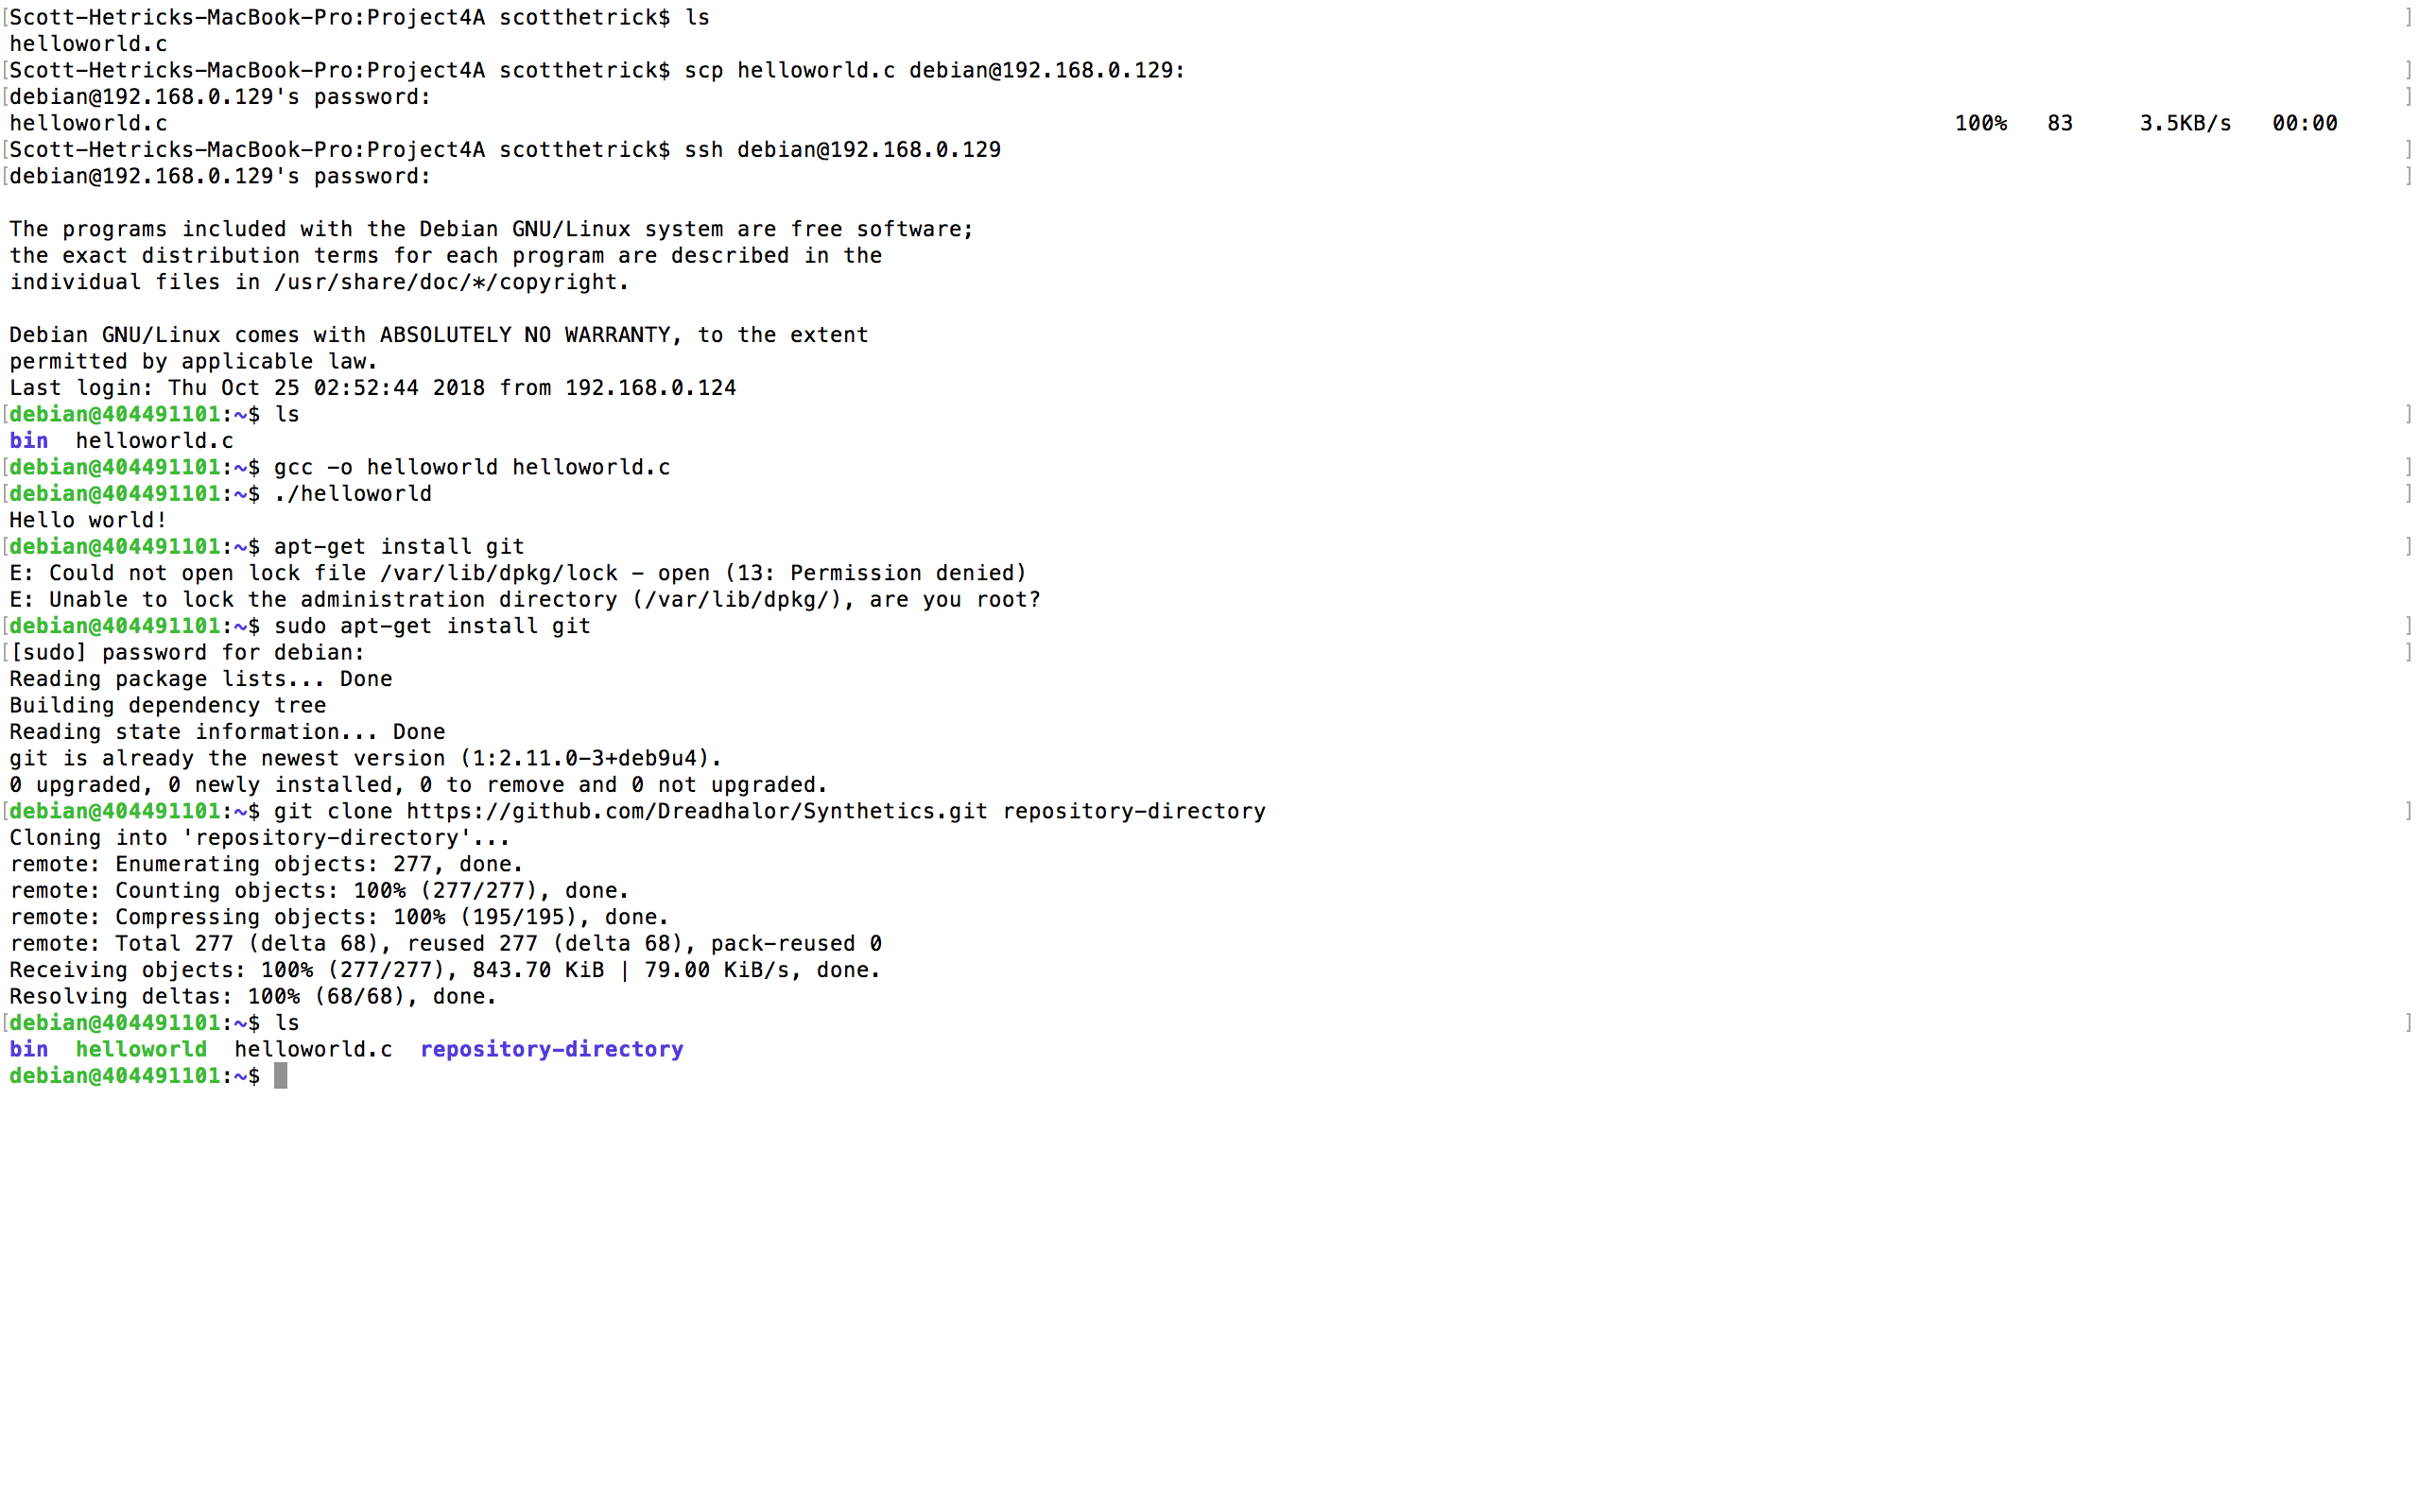 [Scott-Hetricks-MacBook-Pro:Project4A scotthetrick$ ls ]
helloworld.c
[Scott-Hetricks-MacBook-Pro:Project4A scotthetrick$ scp helloworld.c debian@192.168.0.129: ]
[debian@192.168.0.129's password: ]
helloworld.c 100% 83 3.5KB/s 00:00
[Scott-Hetricks-MacBook-Pro:Project4A scotthetrick$ ssh debian@192.168.0.129 ]
[debian@192.168.0.129's password: ]
The programs included with the Debian GNU/Linux system are free software;
the exact distribution terms for each program are described in the
individual files in /usr/share/doc/*/copyright.
Debian GNU/Linux comes with ABSOLUTELY NO WARRANTY, to the extent
permitted by applicable law.
Last login: Thu Oct 25 02:52:44 2018 from 192.168.0.124
[debian@404491101:~$ ls ]
bin  helloworld.c
[debian@404491101:~$ gcc -o helloworld helloworld.c ]
[debian@404491101:~$ ./helloworld ]
Hello world!
[debian@404491101:~$ apt-get install git ]
E: Could not open lock file /var/lib/dpkg/lock - open (13: Permission denied)
E: Unable to lock the administration directory (/var/lib/dpkg/), are you root?
[debian@404491101:~$ sudo apt-get install git ]
[[sudo] password for debian: ]
Reading package lists... Done
Building dependency tree
Reading state information... Done
git is already the newest version (1:2.11.0-3+deb9u4).
0 upgraded, 0 newly installed, 0 to remove and 0 not upgraded.
[debian@404491101:~$ git clone https://github.com/Dreadhalor/Synthetics.git repository-directory ]
Cloning into 'repository-directory'...
remote: Enumerating objects: 277, done.
remote: Counting objects: 100% (277/277), done.
remote: Compressing objects: 100% (195/195), done.
remote: Total 277 (delta 68), reused 277 (delta 68), pack-reused 0
Receiving objects: 100% (277/277), 843.70 KiB | 79.00 KiB/s, done.
Resolving deltas: 100% (68/68), done.
[debian@404491101:~$ ls ]
bin  helloworld  helloworld.c  repository-directory
debian@404491101:~$